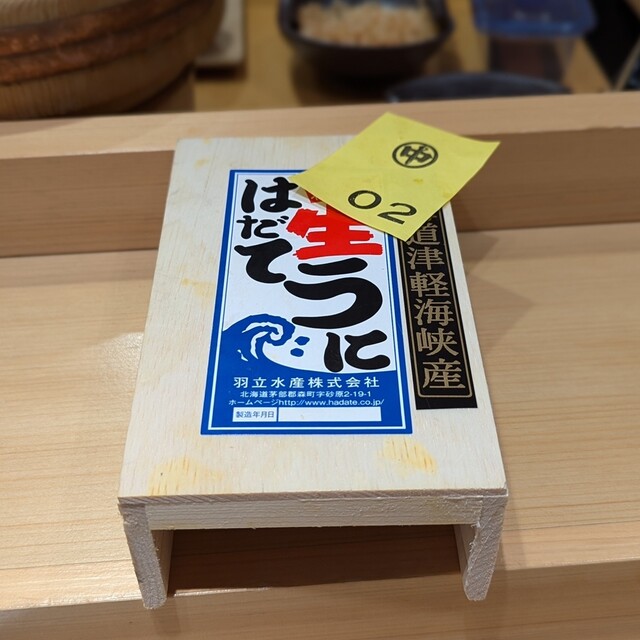 中
02
生うに
はだて
道津軽海峡産
羽立水産株式会社
北海道茅部郡森町字砂原2-19-1
ホームページhttp://www.hadate.co.jp/
製造年月日